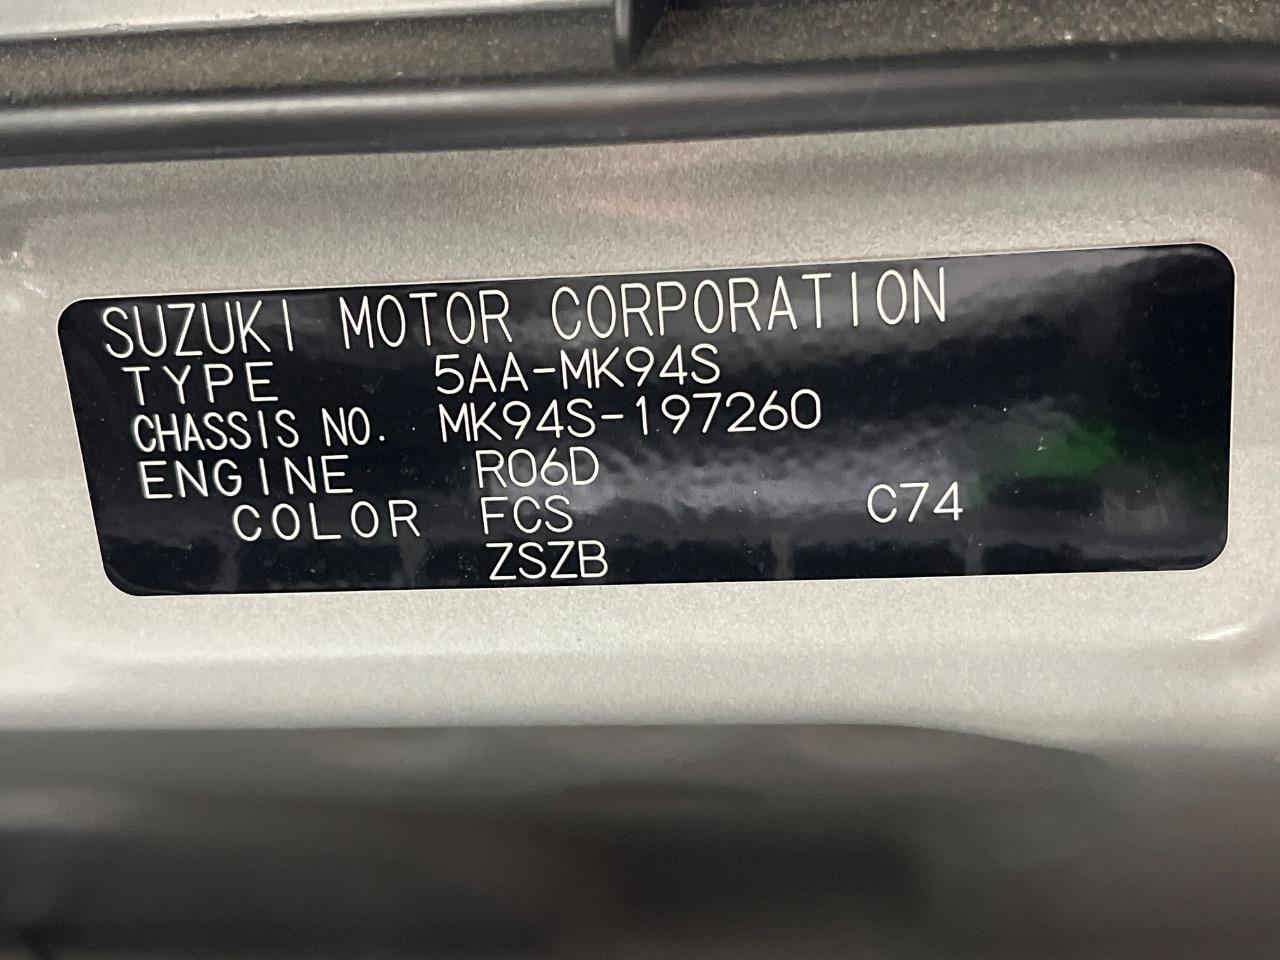 SUZUKI MOTOR CORPORATION
TYPE 5AA-MK94S
CHASSIS NO. MK94S-197260
ENGINE R06D
COLOR FCS C74
ZSZB